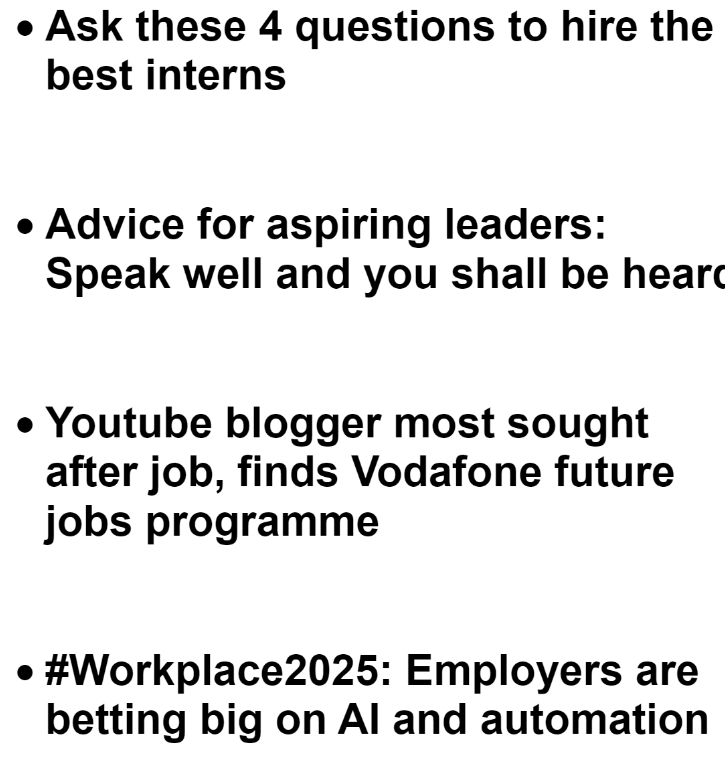 • Ask these 4 questions to hire the
best interns
• Advice for aspiring leaders:
Speak well and you shall be heard
• Youtube blogger most sought
after job, finds Vodafone future
jobs programme
• #Workplace2025: Employers are
betting big on AI and automation